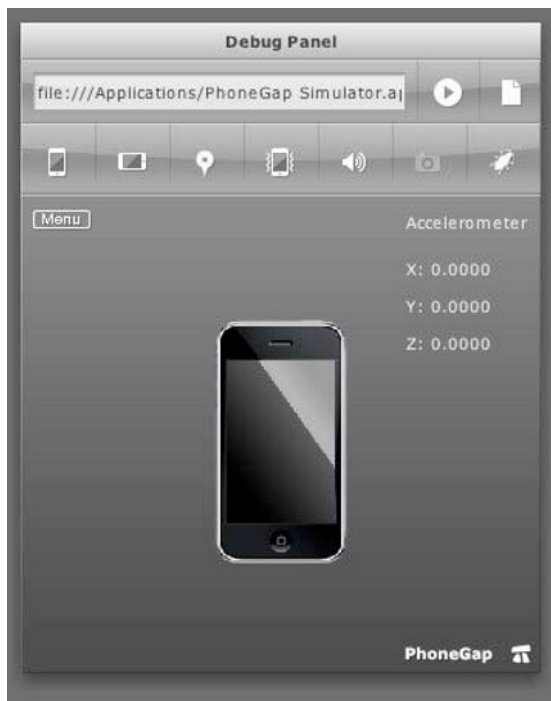 Debug Panel
file:///Applications/PhoneGap Simulator.a
Menu
Accelerometer
X: 0.0000
Y: 0.0000
Z: 0.0000
PhoneGap